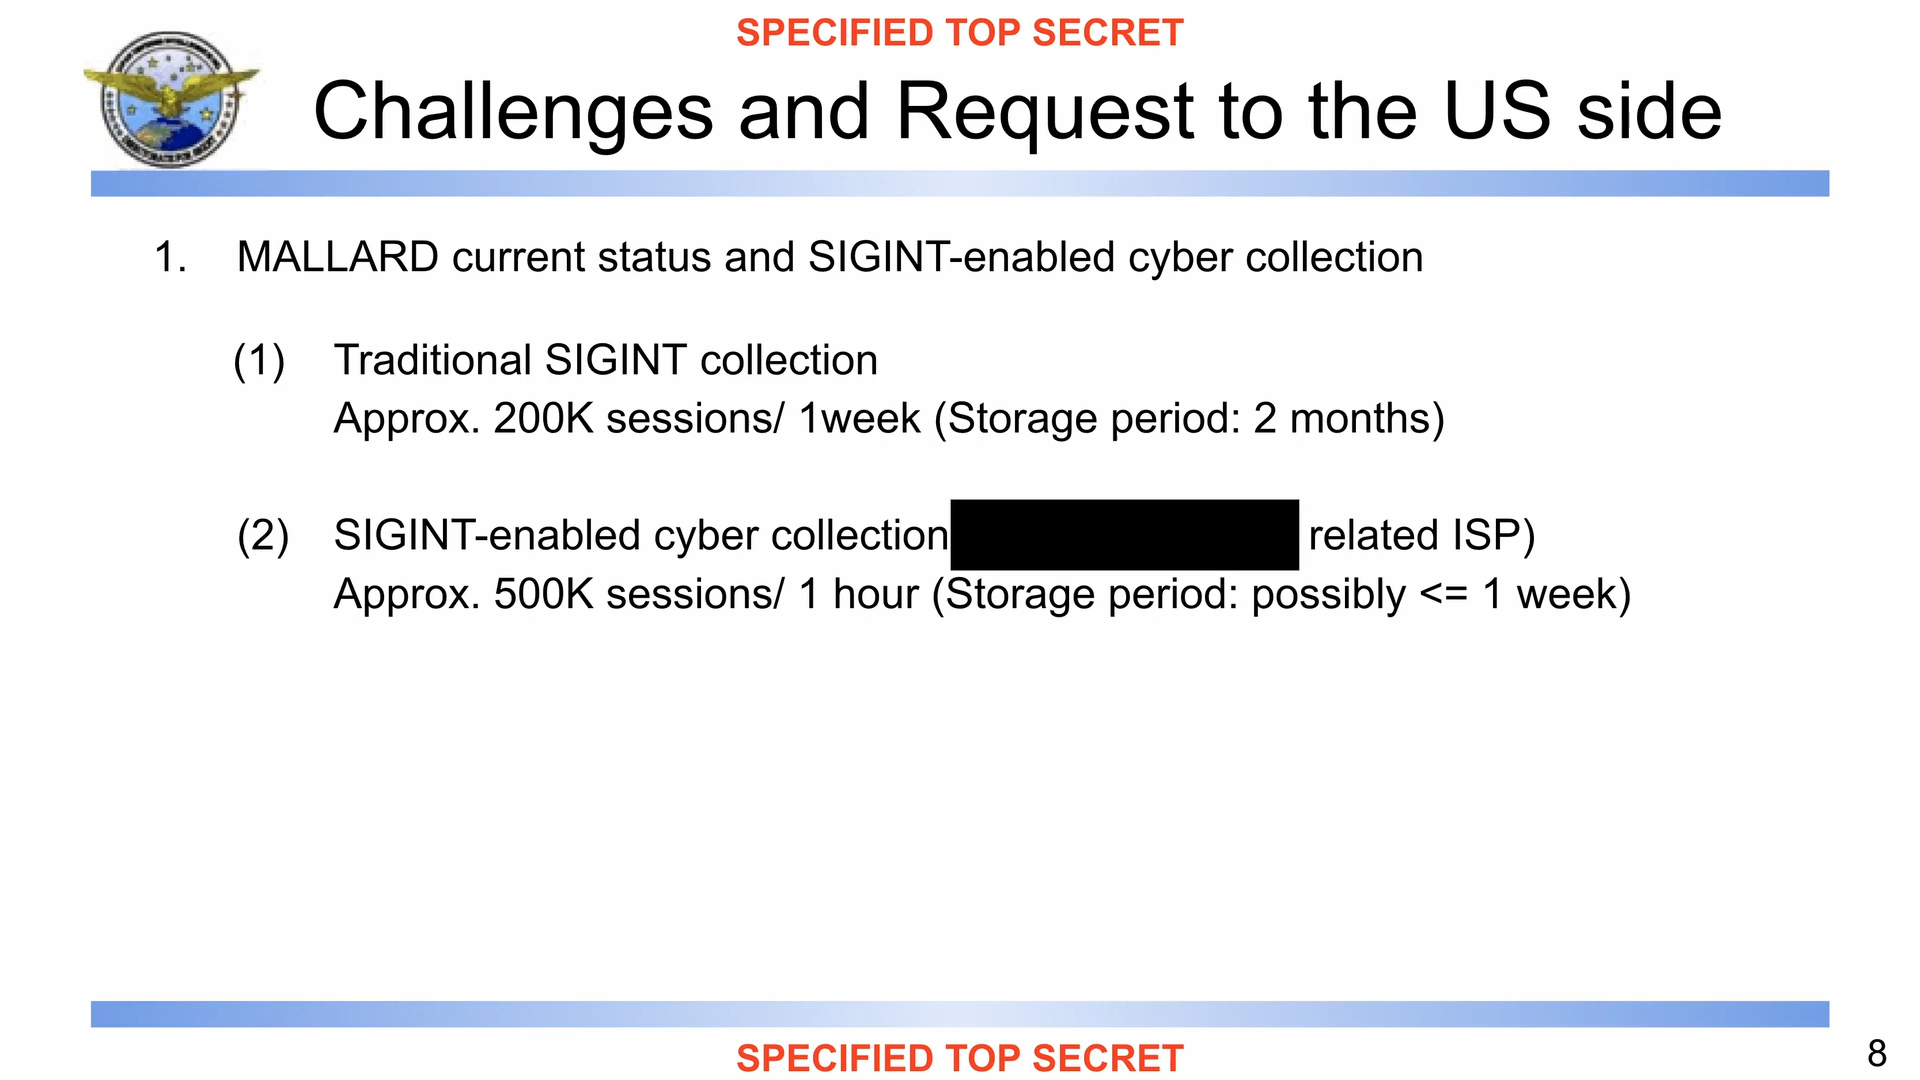 SPECIFIED TOP SECRET
Challenges and Request to the US side
1. MALLARD current status and SIGINT-enabled cyber collection
(1) Traditional SIGINT collection
Approx. 200K sessions/ 1week (Storage period: 2 months)
(2) SIGINT-enabled cyber collection related ISP)
Approx. 500K sessions/ 1 hour (Storage period: possibly <= 1 week)
SPECIFIED TOP SECRET
8